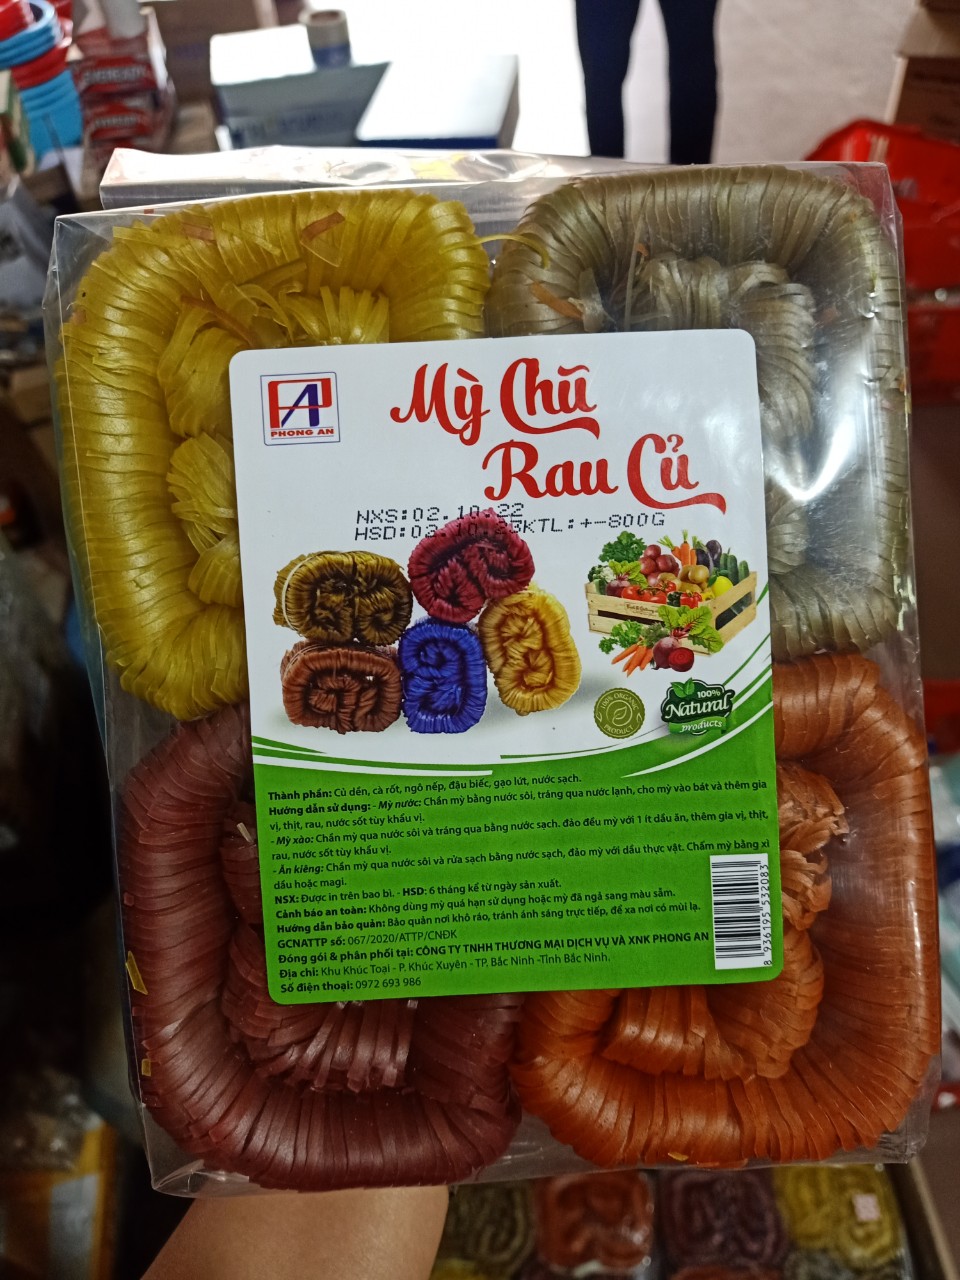 PHONG AN
Mỳ Chũ
Rau Củ
NXS:02.10.22
HSD:02.10.23KTL:+-800G
100% ORGANIC PRODUCT
100%
Natural
products
Thành phần: Củ dền, cà rốt, ngô nếp, đậu biếc, gạo lứt, nước sạch.
Hướng dẫn sử dụng: - Mỳ nước: Chần mỳ bằng nước sôi, tráng qua nước lạnh, cho mỳ vào bát và thêm gia
vị, thịt, rau, nước sốt tùy khẩu vị.
- Mỳ xào: Chần mỳ qua nước sôi và tráng qua bằng nước sạch. đảo đều mỳ với 1 ít dầu ăn, thêm gia vị, thịt,
rau, nước sốt tùy khẩu vị.
- Ăn kiêng: Chần mỳ qua nước sôi và rửa sạch bằng nước sạch, đảo mỳ với dầu thực vật. Chấm mỳ bằng xì
dầu hoặc magi.
NSX: Được in trên bao bì. - HSD: 6 tháng kể từ ngày sản xuất.
Cảnh báo an toàn: Không dùng mỳ quá hạn sử dụng hoặc mỳ đã ngả sang màu sẫm.
Hướng dẫn bảo quản: Bảo quản nơi khô ráo, tránh ánh sáng trực tiếp, để xa nơi có mùi lạ.
GCNATTP số: 067/2020/ATTP/CNĐK
Đóng gói & phân phối tại: CÔNG TY TNHH THƯƠNG MẠI DỊCH VỤ VÀ XNK PHONG AN
Địa chỉ: Khu Khúc Toại - P. Khúc Xuyên - TP, Bắc Ninh -Tỉnh Bắc Ninh.
Số điện thoại: 0972 693 986
8 936195 532083